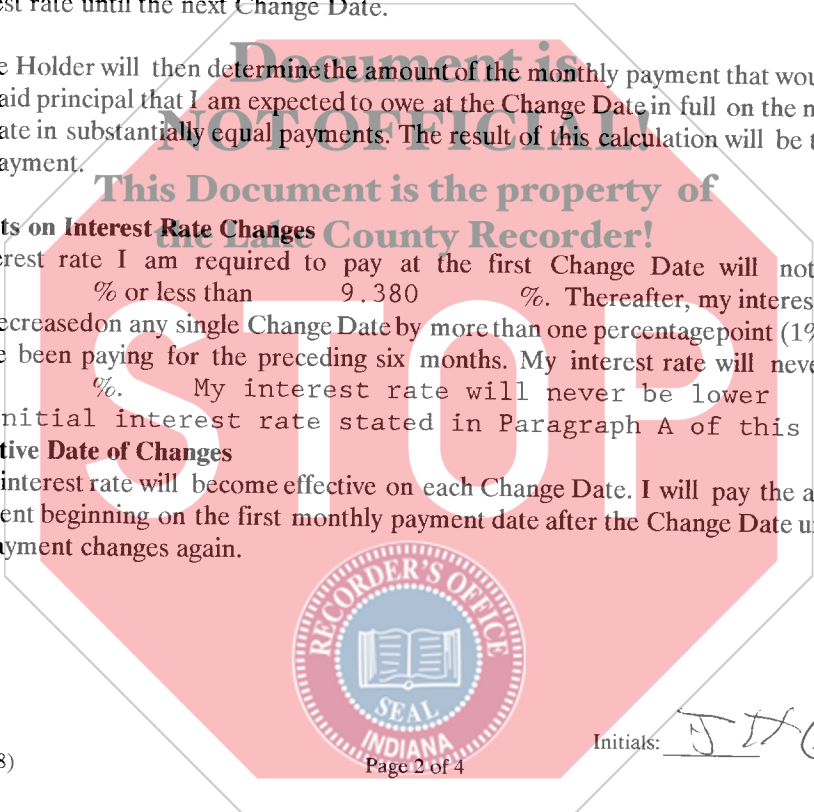 est rate until the next Change Date.
Document is
e Holder will then determine the amount of the monthly payment that wou
aid principal that I am expected to owe at the Change Date in full on the m
NOT OFFICIAL!
ate in substantially equal payments. The result of this calculation will be t
ayment.
This Document is the property of
the Lake County Recorder!
ts on Interest Rate Changes
erest rate I am required to pay at the first Change Date will not
% or less than 9.380 %. Thereafter, my interes
ecreased on any single Change Date by more than one percentage point (1%
e been paying for the preceding six months. My interest rate will neve
%. My interest rate will never be lower
nitial interest rate stated in Paragraph A of this
STOP
tive Date of Changes
interest rate will become effective on each Change Date. I will pay the a
ent beginning on the first monthly payment date after the Change Date u
ayment changes again.
RECORDER'S OFFICE
SEAL
INDIANA
Initials:
8)
Page 2 of 4